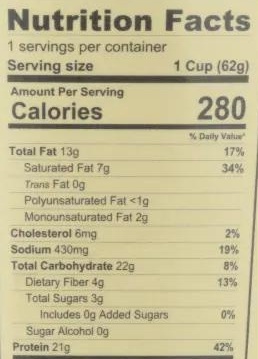 Nutrition Facts
1 servings per container
Serving size 1 Cup (62g)
Amount Per Serving
Calories 280
% Daily Value*
Total Fat 13g 17%
Saturated Fat 7g 34%
Trans Fat 0g
Polyunsaturated Fat <1g
Monounsaturated Fat 2g
Cholesterol 6mg 2%
Sodium 430mg 19%
Total Carbohydrate 22g 8%
Dietary Fiber 4g 13%
Total Sugars 3g
Includes 0g Added Sugars 0%
Sugar Alcohol 0g
Protein 21g 42%